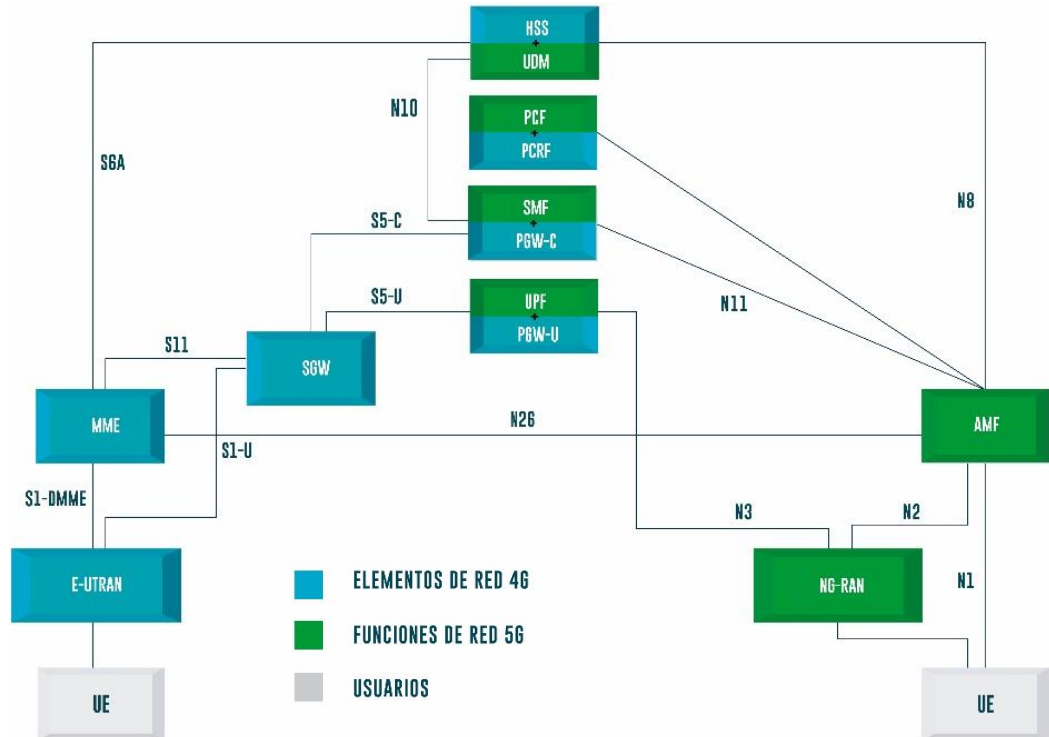 HSS
+
UDM
N10
PCF
+
PCRF
S6A
SMF
+
PGW-C
N8
S5-C
S5-U
UPF
+
PGW-U
N11
S11
SGW
MME
N26
AMF
S1-U
S1-DMME
N3
N2
E-UTRAN
ELEMENTOS DE RED 4G
NG-RAN
N1
FUNCIONES DE RED 5G
USUARIOS
UE
UE